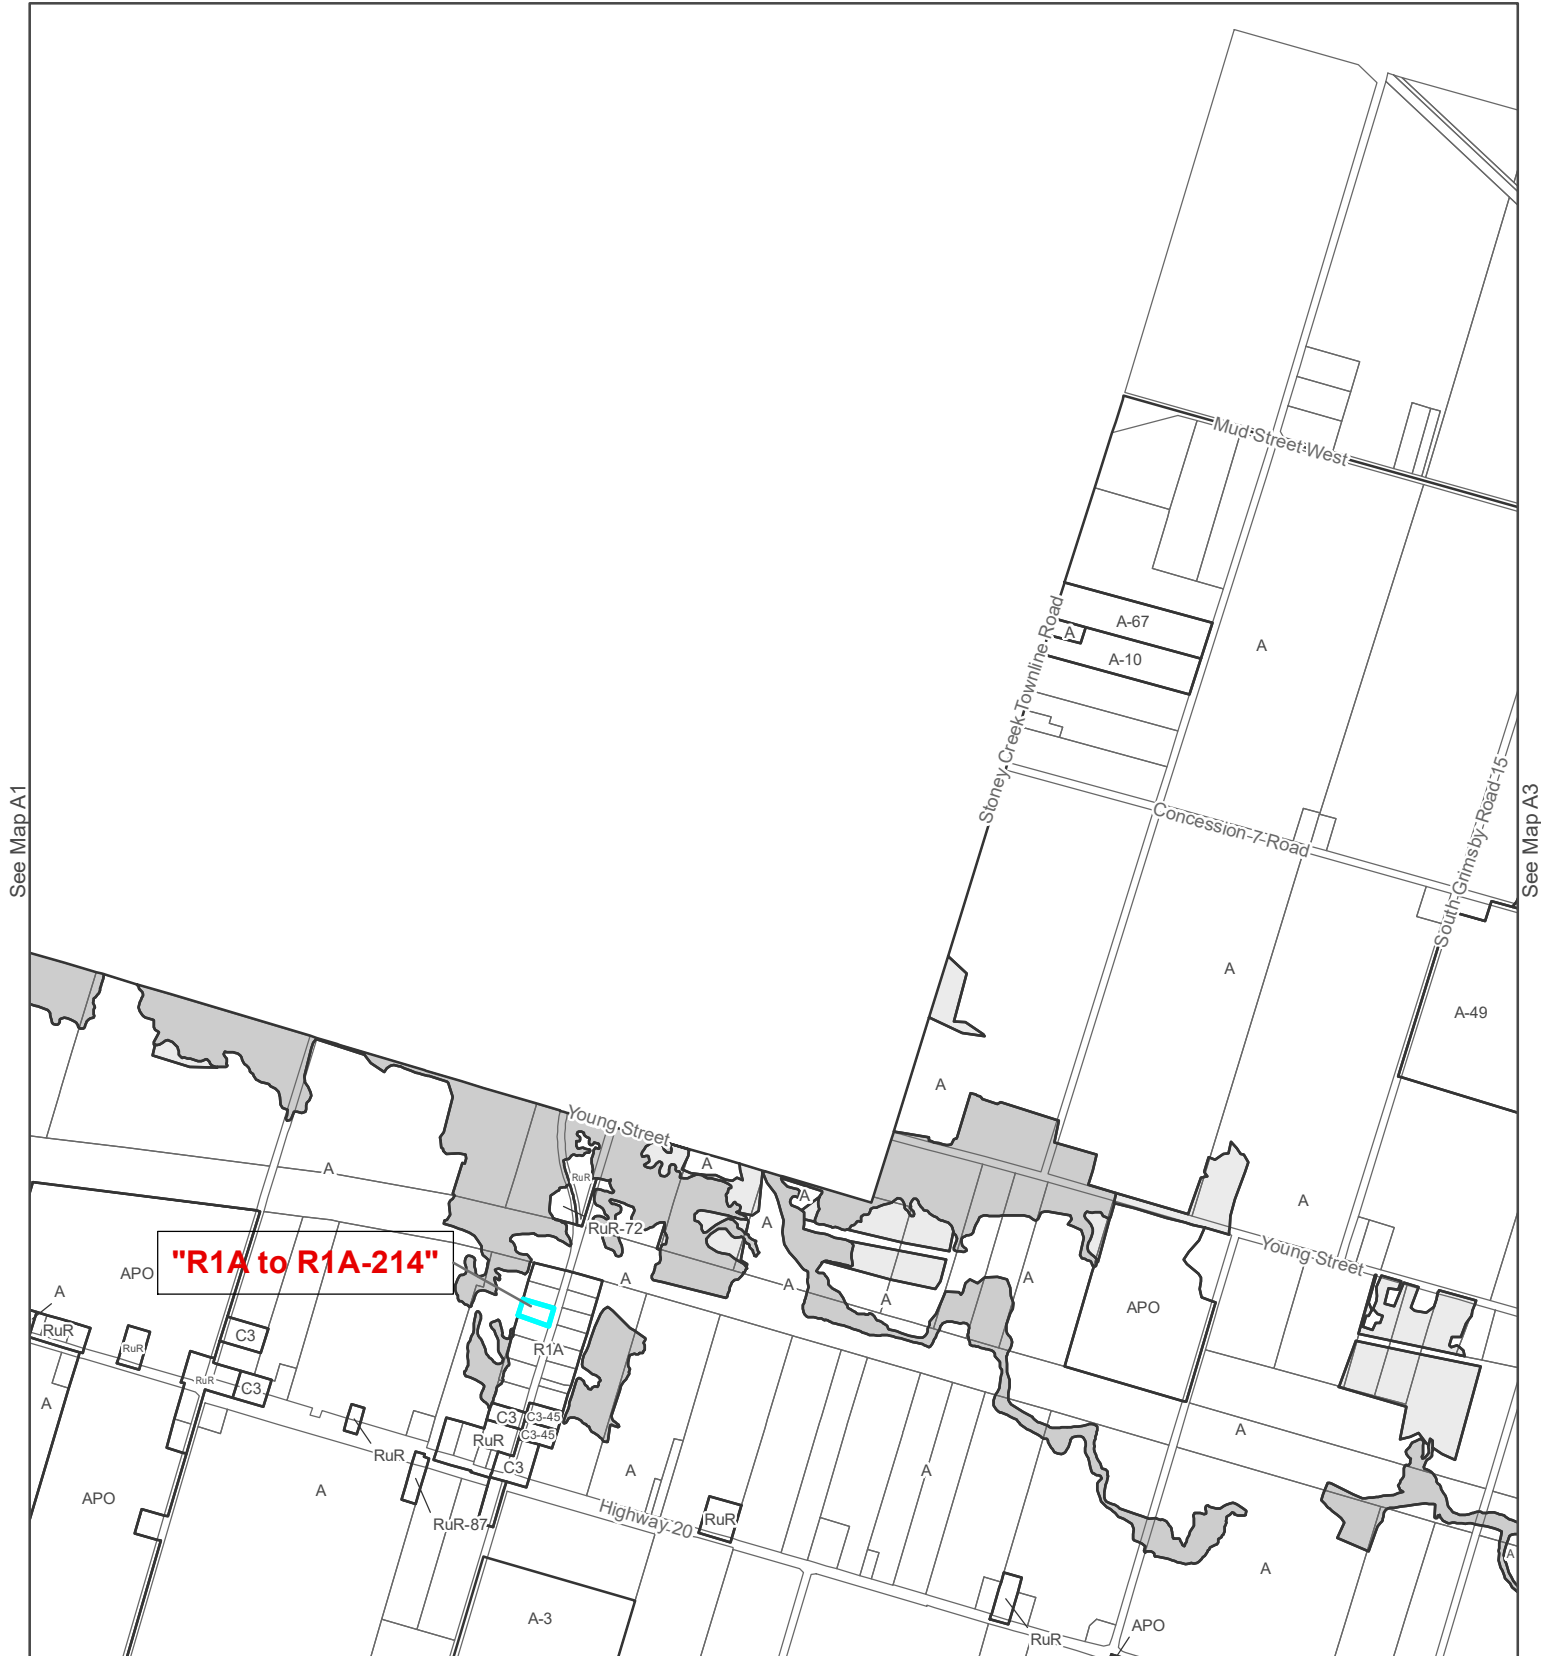 Mud Street West
A-67
A
A-10
A
Stoney Creek Townline Road
South Grimsby Road 15
See Map A1
See Map A3
Concession 7 Road
A
A-49
A
Young Street
A
A
RuR
A
A
A
RuR-72
Young Street
"R1A to R1A-214"
APO
A
A
A
A
APO
A
RuR
C3
RuR
R1A
RuR
C3
A
C3
C3-45
C3-45
RuR
A
RuR
C3
A
A
A
APO
RuR-87
Highway 20
RuR
A
A
A-3
APO
RuR